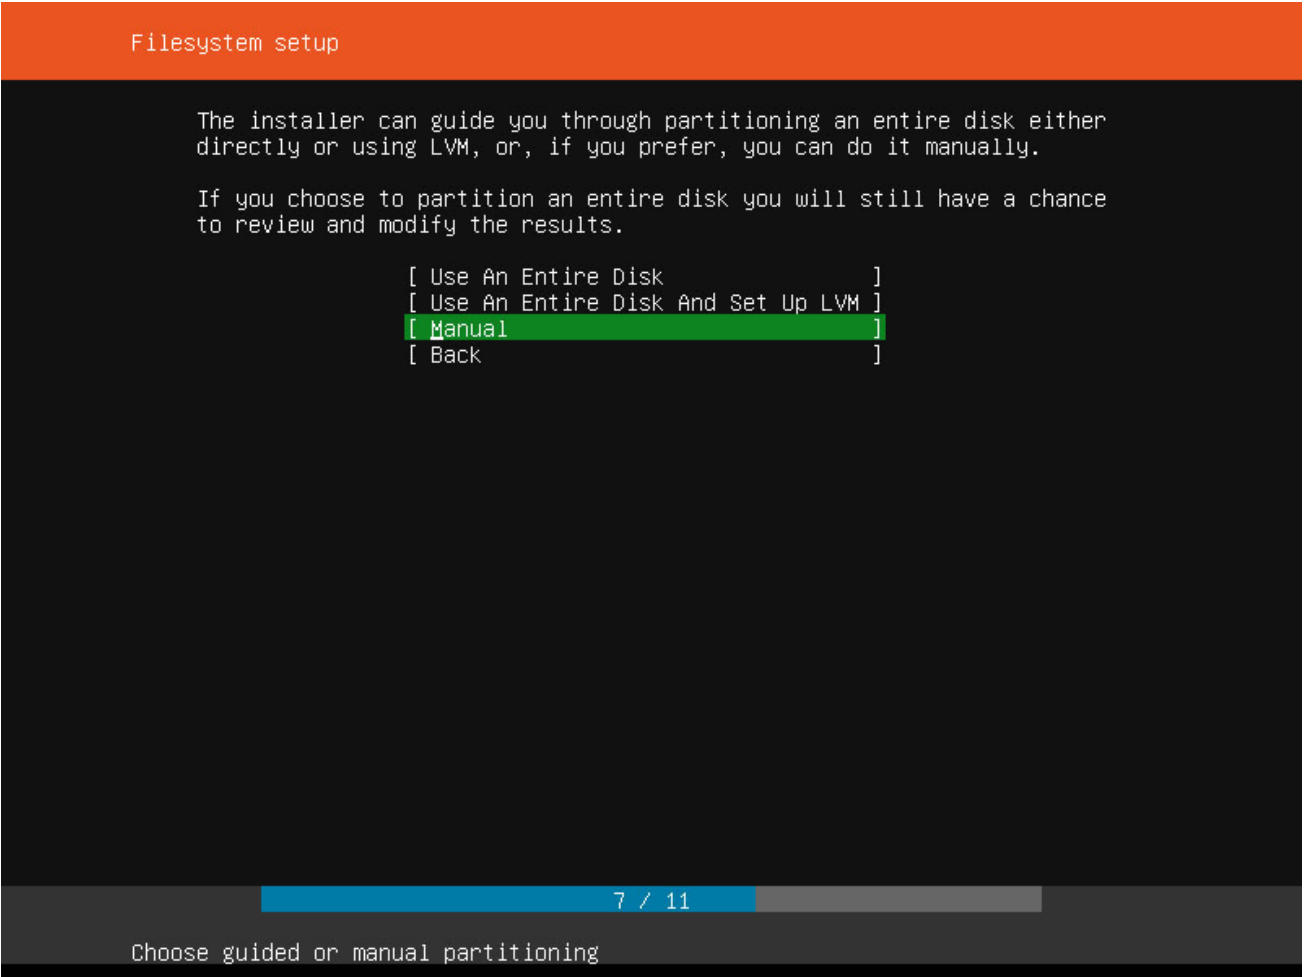 Filesystem setup
The installer can guide you through partitioning an entire disk either
directly or using LVM, or, if you prefer, you can do it manually.
If you choose to partition an entire disk you will still have a chance
to review and modify the results.
[ Use An Entire Disk ]
[ Use An Entire Disk And Set Up LVM ]
[ Manual ]
[ Back ]
7 / 11
Choose guided or manual partitioning